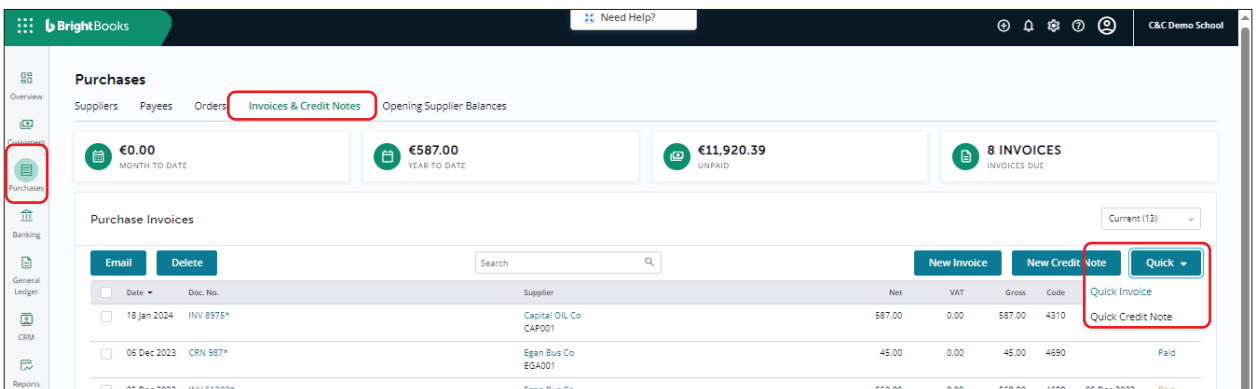 BrightBooks
Need Help?
C&C Demo School
Overview
Customers
Purchases
Banking
General
Ledger
CRM
Reports
Purchases
Suppliers Payees Orders Invoices & Credit Notes Opening Supplier Balances
€0.00
MONTH TO DATE
€587.00
YEAR TO DATE
€11,920.39
UNPAID
8 INVOICES
INVOICES DUE
Purchase Invoices
Current (13)
Email Delete Search New Invoice New Credit Note Quick
Quick Invoice
Quick Credit Note
Date Doc. No. Supplier Net VAT Gross Code
18 Jan 2024 INV 8975* Capital OIL Co 587.00 0.00 587.00 4310
CAP001
06 Dec 2023 CRN 987* Egan Bus Co 45.00 0.00 45.00 4690 Paid
EGA001